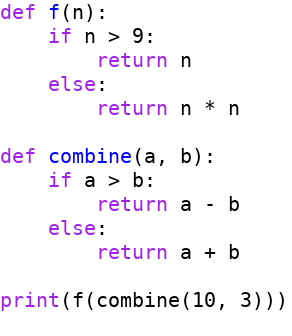 def f(n):
    if n > 9:
        return n
    else:
        return n * n

def combine(a, b):
    if a > b:
        return a - b
    else:
        return a + b

print(f(combine(10, 3)))